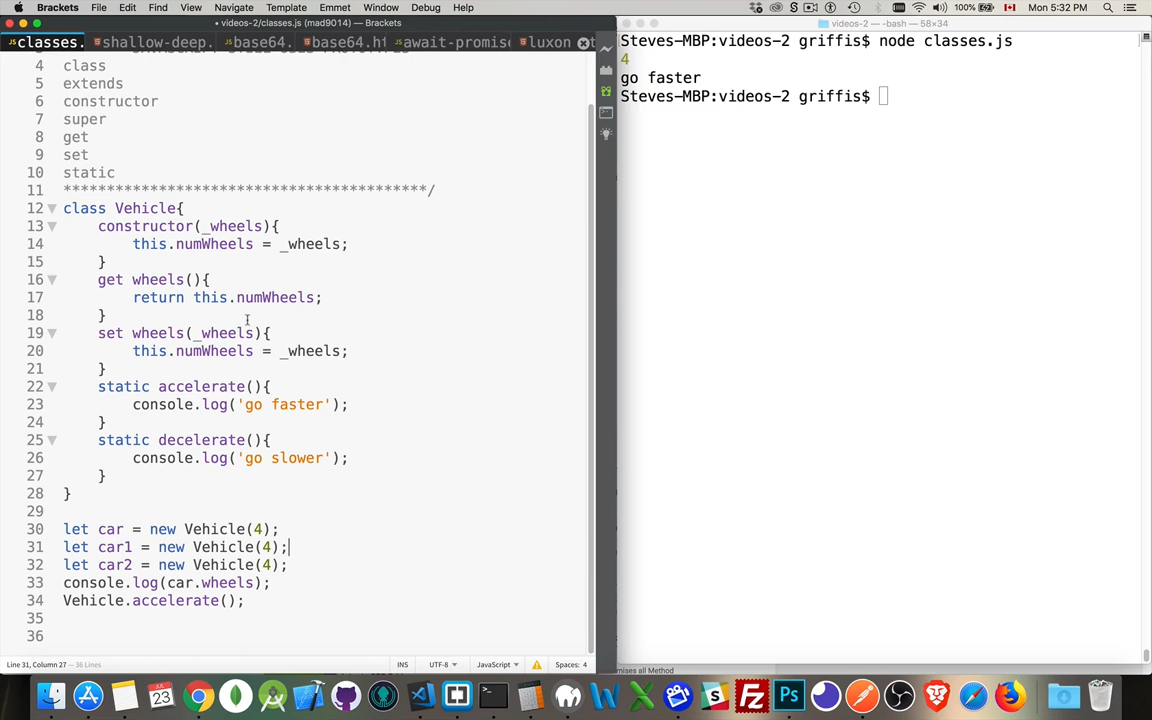 Brackets File Edit Find View Navigate Template Emmet Window Debug Help
100%
Mon 5:32 PM
• videos-2/classes.js (mad9014) — Brackets
videos-2 — -bash — 58×34
classes. shallow-deep. base64. base64.h await-promis luxon
4 class
5 extends
6 constructor
7 super
8 get
9 set
10 static
11 ******************************************/
12 class Vehicle{
13 constructor(_wheels){
14 this.numWheels = _wheels;
15 }
16 get wheels(){
17 return this.numWheels;
18 }
19 set wheels(_wheels){
20 this.numWheels = _wheels;
21 }
22 static accelerate(){
23 console.log('go faster');
24 }
25 static decelerate(){
26 console.log('go slower');
27 }
28 }
29
30 let car = new Vehicle(4);
31 let car1 = new Vehicle(4);
32 let car2 = new Vehicle(4);
33 console.log(car.wheels);
34 Vehicle.accelerate();
35
36
Line 31, Column 27 — 36 Lines
INS UTF-8 JavaScript Spaces: 4
Steves-MBP:videos-2 griffis$ node classes.js
4
go faster
Steves-MBP:videos-2 griffis$
mises all Method
JUL
23